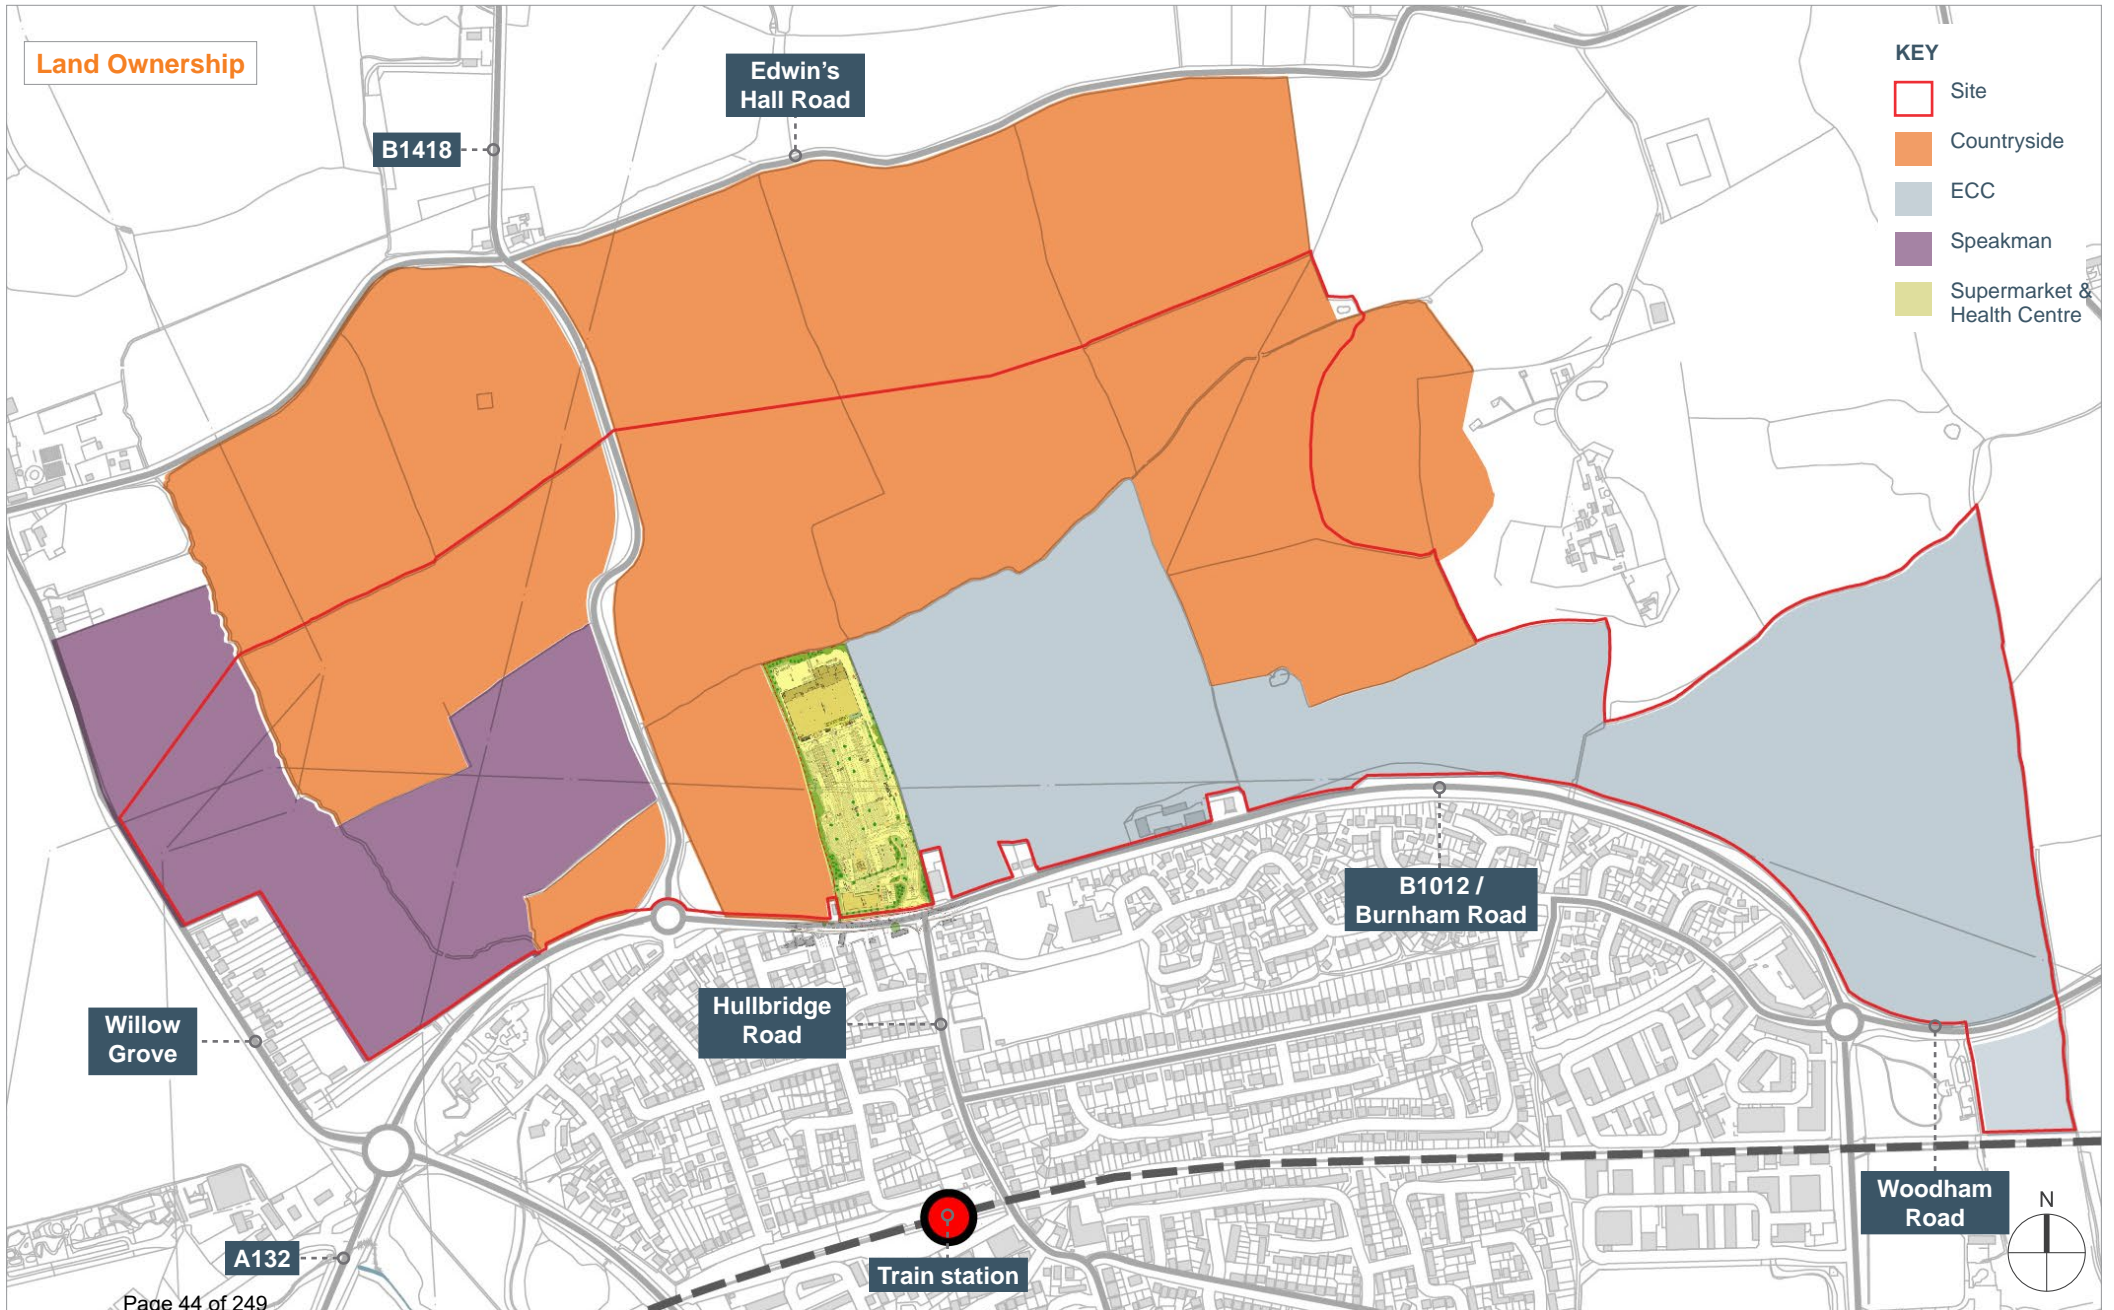 Land Ownership
Edwin's
Hall Road
B1418
KEY
Site
Countryside
ECC
Speakman
Supermarket &
Health Centre
B1012 /
Burnham Road
Hullbridge
Road
Willow
Grove
Woodham
Road
N
A132
Train station
Page 44 of 249